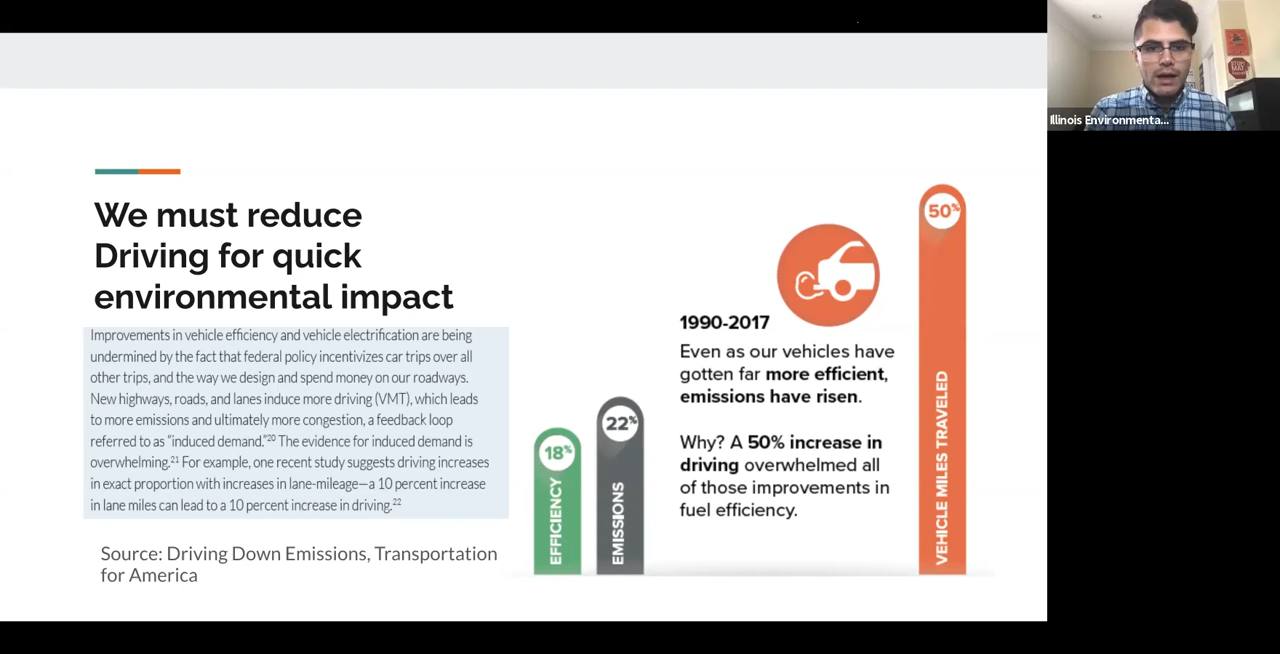 We must reduce
Driving for quick
environmental impact
Improvements in vehicle efficiency and vehicle electrification are being
undermined by the fact that federal policy incentivizes car trips over all
other trips, and the way we design and spend money on our roadways.
New highways, roads, and lanes induce more driving (VMT), which leads
to more emissions and ultimately more congestion, a feedback loop
referred to as “induced demand.”20 The evidence for induced demand is
overwhelming.21 For example, one recent study suggests driving increases
in exact proportion with increases in lane-mileage—a 10 percent increase
in lane miles can lead to a 10 percent increase in driving.22
Source: Driving Down Emissions, Transportation
for America
18%
EFFICIENCY
22%
EMISSIONS
1990-2017
Even as our vehicles have
gotten far more efficient,
emissions have risen.
Why? A 50% increase in
driving overwhelmed all
of those improvements in
fuel efficiency.
50%
VEHICLE MILES TRAVELED
Illinois Environmenta...